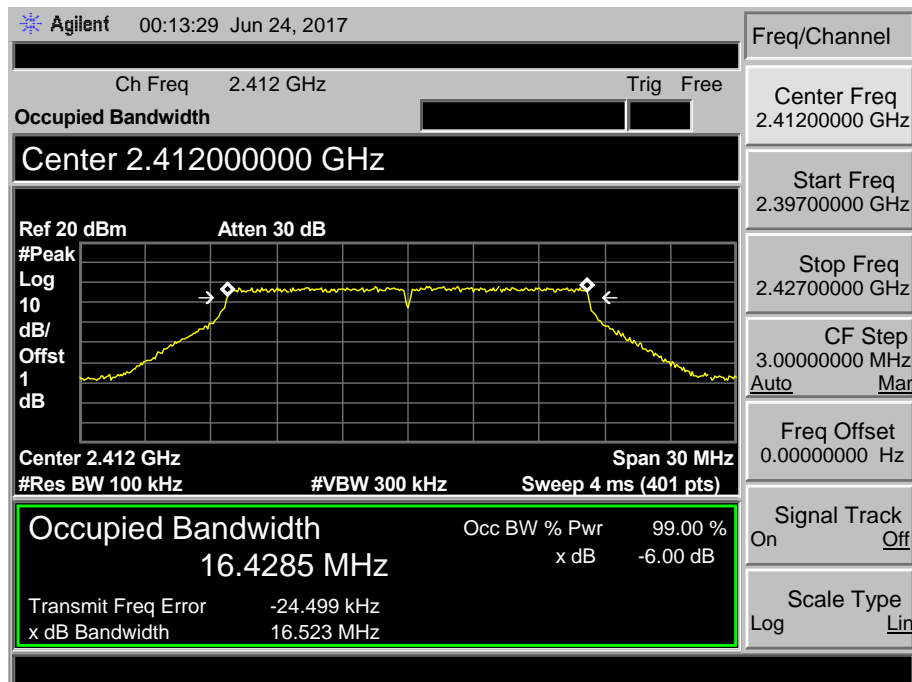 Agilent 00:13:29 Jun 24, 2017
Freq/Channel
Ch Freq 2.412 GHz Trig Free
Occupied Bandwidth
Center 2.412000000 GHz
Ref 20 dBm Atten 30 dB
#Peak
Log
10
dB/
Offst
1
dB
Center 2.412 GHz Span 30 MHz
#Res BW 100 kHz #VBW 300 kHz Sweep 4 ms (401 pts)
Occupied Bandwidth
16.4285 MHz
Occ BW % Pwr 99.00 %
x dB -6.00 dB
Transmit Freq Error -24.499 kHz
x dB Bandwidth 16.523 MHz
Center Freq
2.41200000 GHz
Start Freq
2.39700000 GHz
Stop Freq
2.42700000 GHz
CF Step
3.00000000 MHz
Auto Man
Freq Offset
0.00000000 Hz
Signal Track
On Off
Scale Type
Log Lin